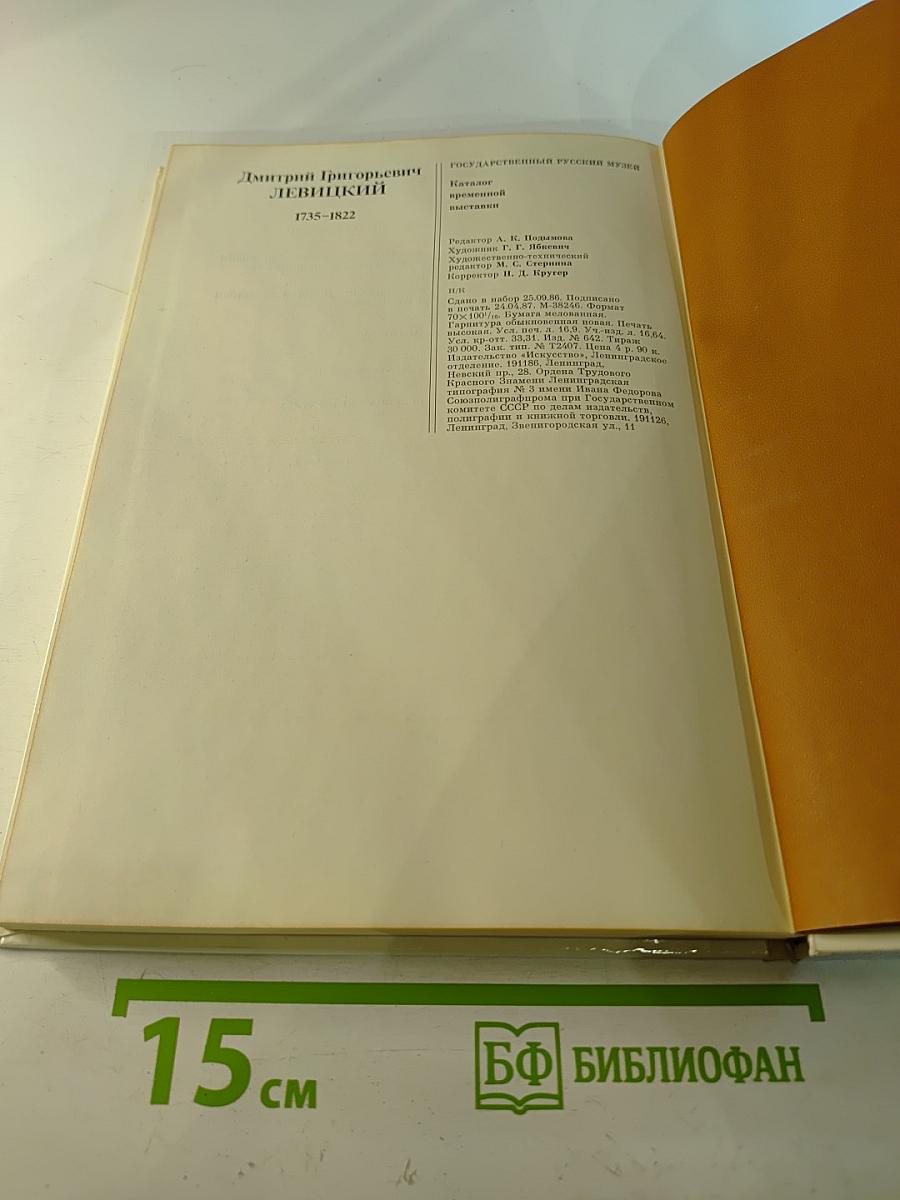 Дмитрий Григорьевич
ЛЕВИЦКИЙ
1735–1822
ГОСУДАРСТВЕННЫЙ РУССКИЙ МУЗЕЙ
Каталог
временной
выставки
Редактор А. К. Подымова
Художник Г. Г. Ябкевич
Художественно-технический
редактор М. С. Стернина
Корректор Н. Д. Кругер
Н/К
Сдано в набор 25.09.86. Подписано
в печать 24.04.87. М-38246. Формат
70×100¹/₁₆. Бумага мелованная.
Гарнитура обыкновенная новая. Печать
высокая. Усл. печ. л. 16,9. Уч.-изд. л. 16,64.
Усл. кр-отт. 33,31. Изд. № 642. Тираж
30 000. Зак. тип. № Т2407. Цена 4 р. 90 к.
Издательство «Искусство», Ленинградское
отделение. 191186, Ленинград,
Невский пр., 28. Ордена Трудового
Красного Знамени Ленинградская
типография № 3 имени Ивана Федорова
Союзполиграфпрома при Государственном
комитете СССР по делам издательств,
полиграфии и книжной торговли. 191126,
Ленинград, Звенигородская ул., 11
15 см
БФ БИБЛИОФАН